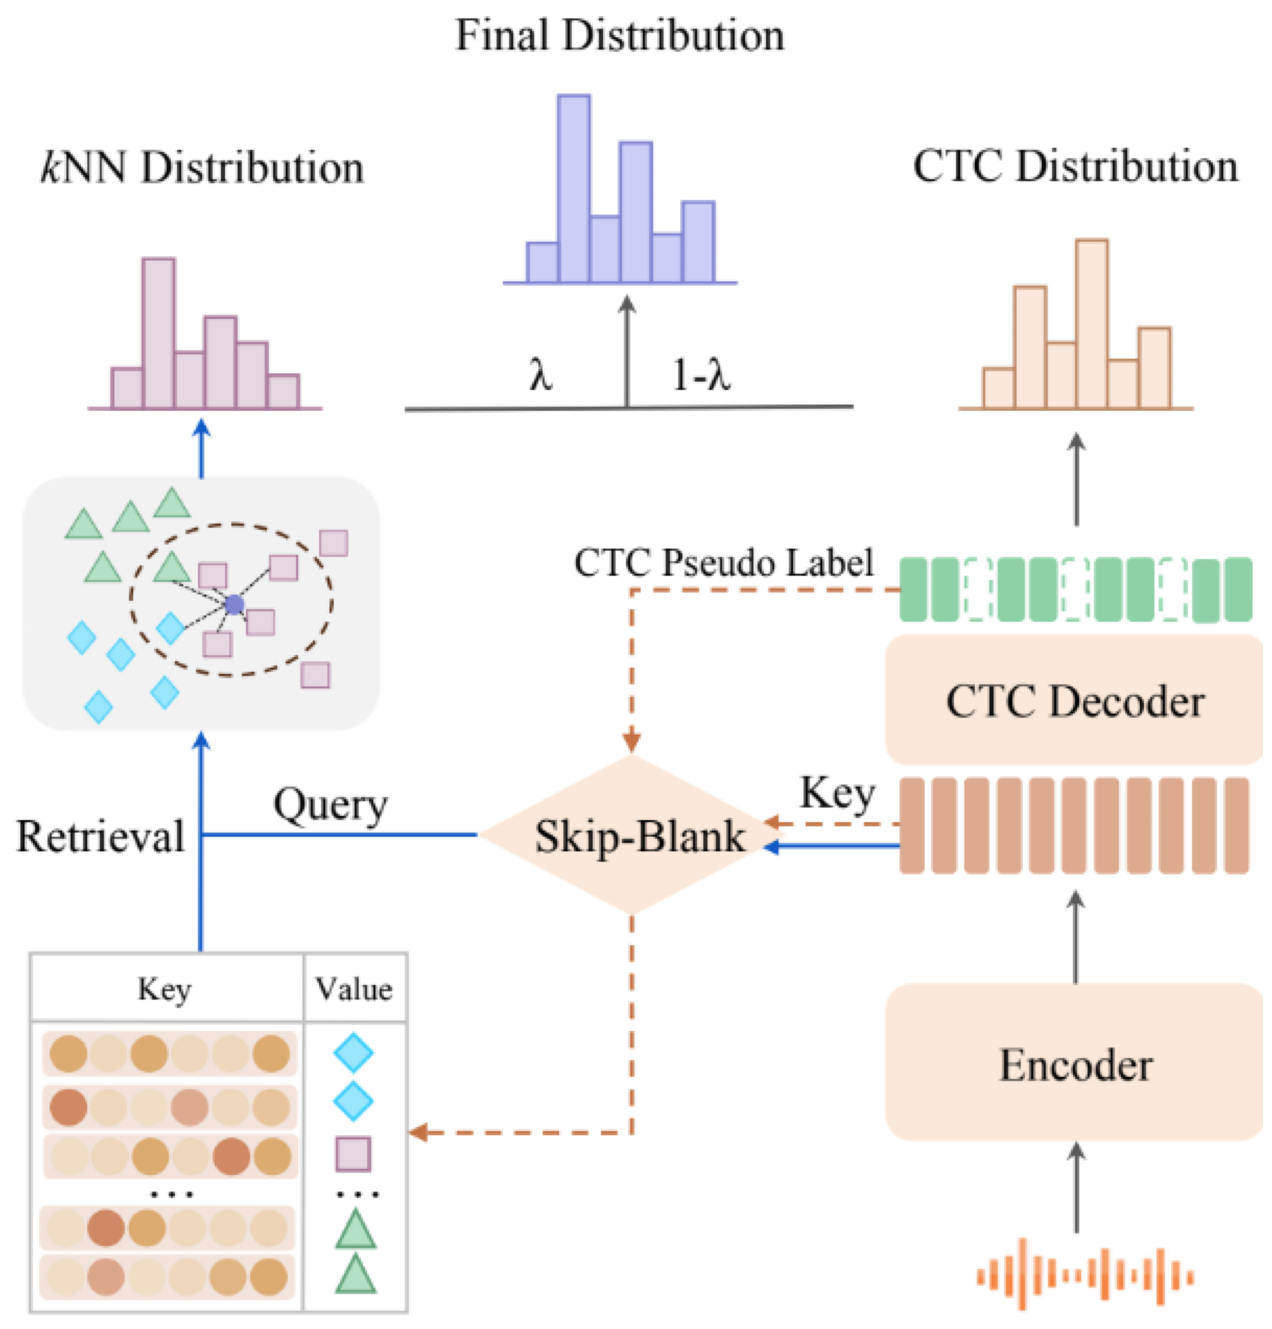 Final Distribution
kNN Distribution
CTC Distribution
λ
1-λ
CTC Pseudo Label
CTC Decoder
Key
Query
Skip-Blank
Retrieval
Key
Value
...
...
Encoder